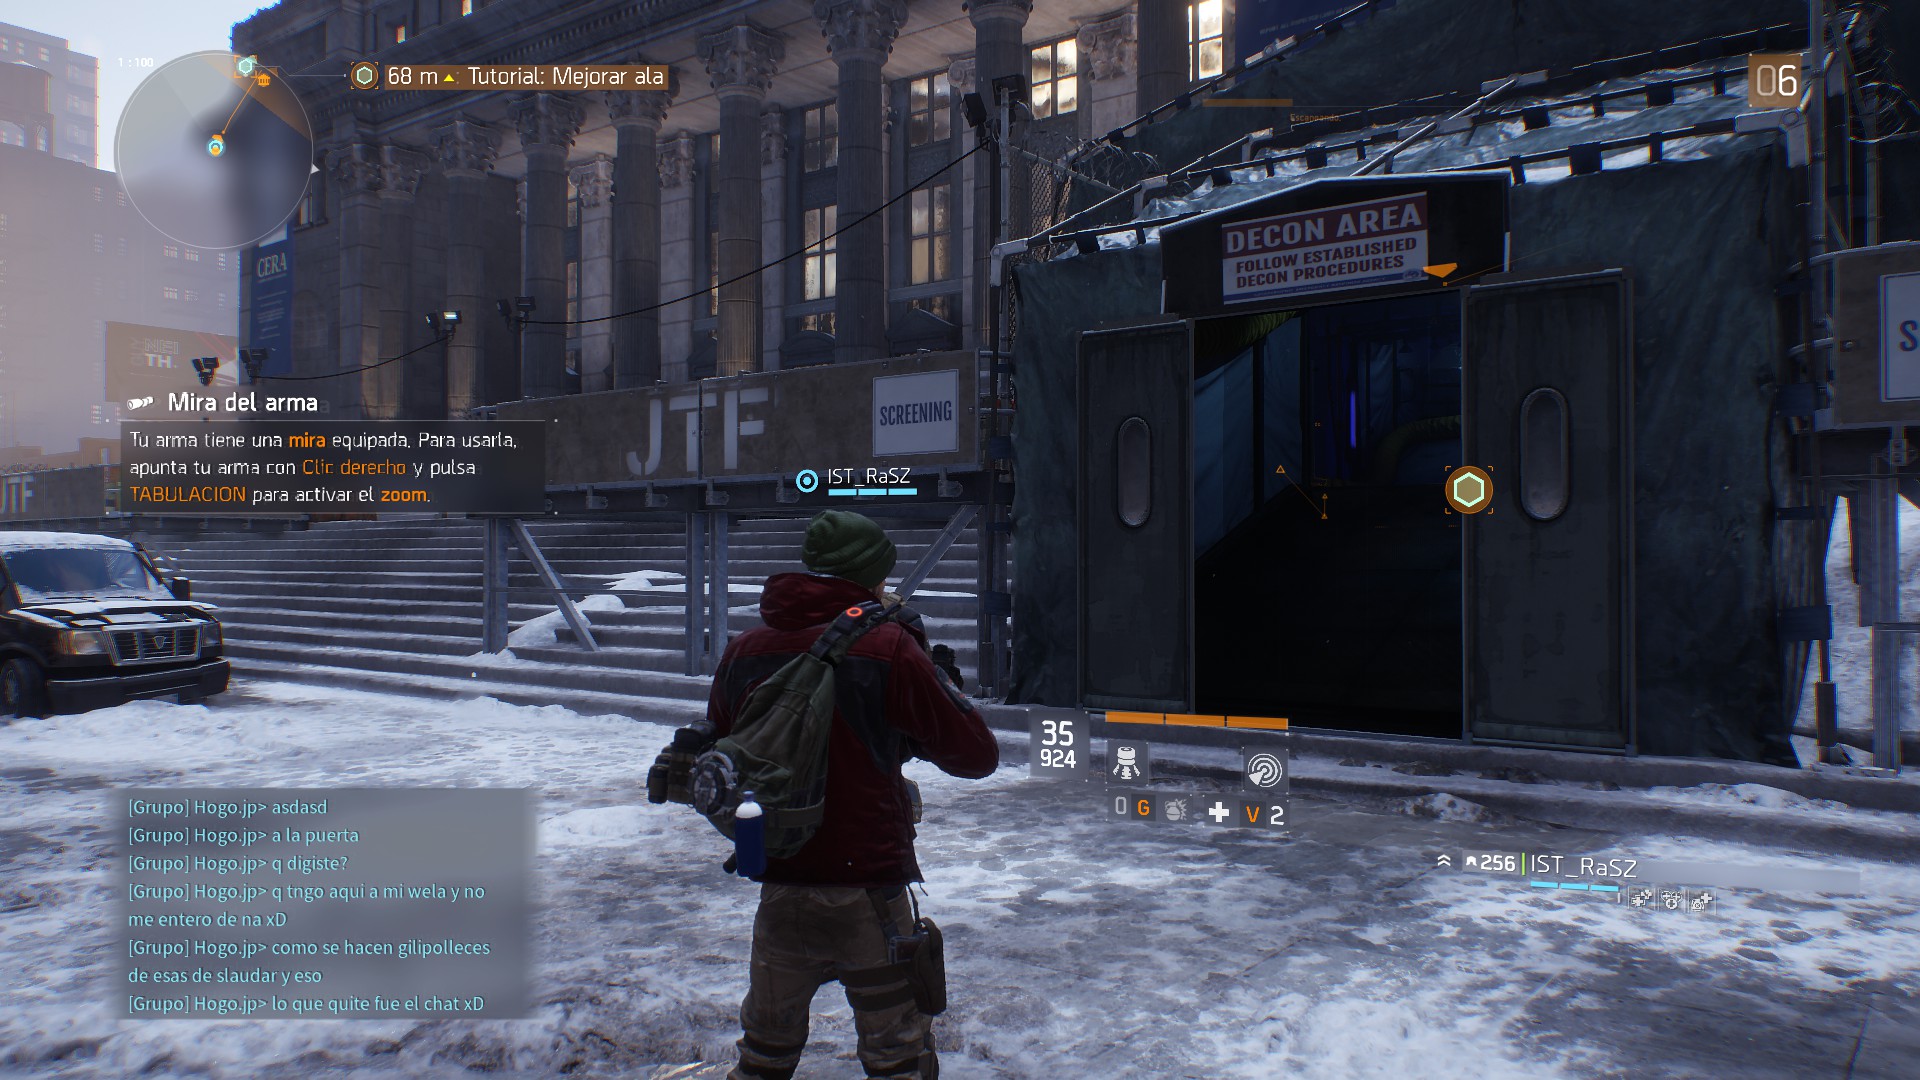 1:100
68 m Tutorial: Mejorar ala
06
Escaneando.
CERA
DECON AREA
FOLLOW ESTABLISHED
DECON PROCEDURES
TH.
Mira del arma
Tu arma tiene una mira equipada. Para usarla,
apunta tu arma con Clic derecho y pulsa
TABULACION para activar el zoom.
JTF
SCREENING
S
JTF
IST_RaSZ
35
924
0 G V 2
[Grupo] Hogo.jp> asdasd
[Grupo] Hogo.jp> a la puerta
[Grupo] Hogo.jp> q digiste?
[Grupo] Hogo.jp> q tngo aqui a mi wela y no
me entero de na xD
[Grupo] Hogo.jp> como se hacen gilipolleces
de esas de slaudar y eso
[Grupo] Hogo.jp> lo que quite fue el chat xD
256 IST_RaSZ